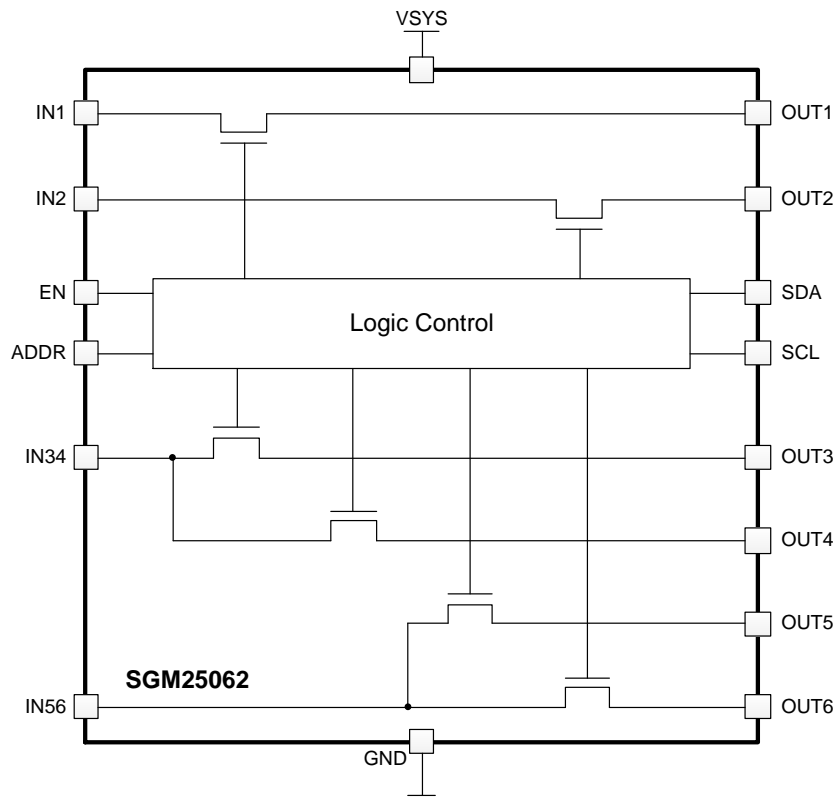 VSYS
IN1
OUT1
IN2
OUT2
EN
SDA
Logic Control
ADDR
SCL
IN34
OUT3
OUT4
OUT5
SGM25062
IN56
OUT6
GND